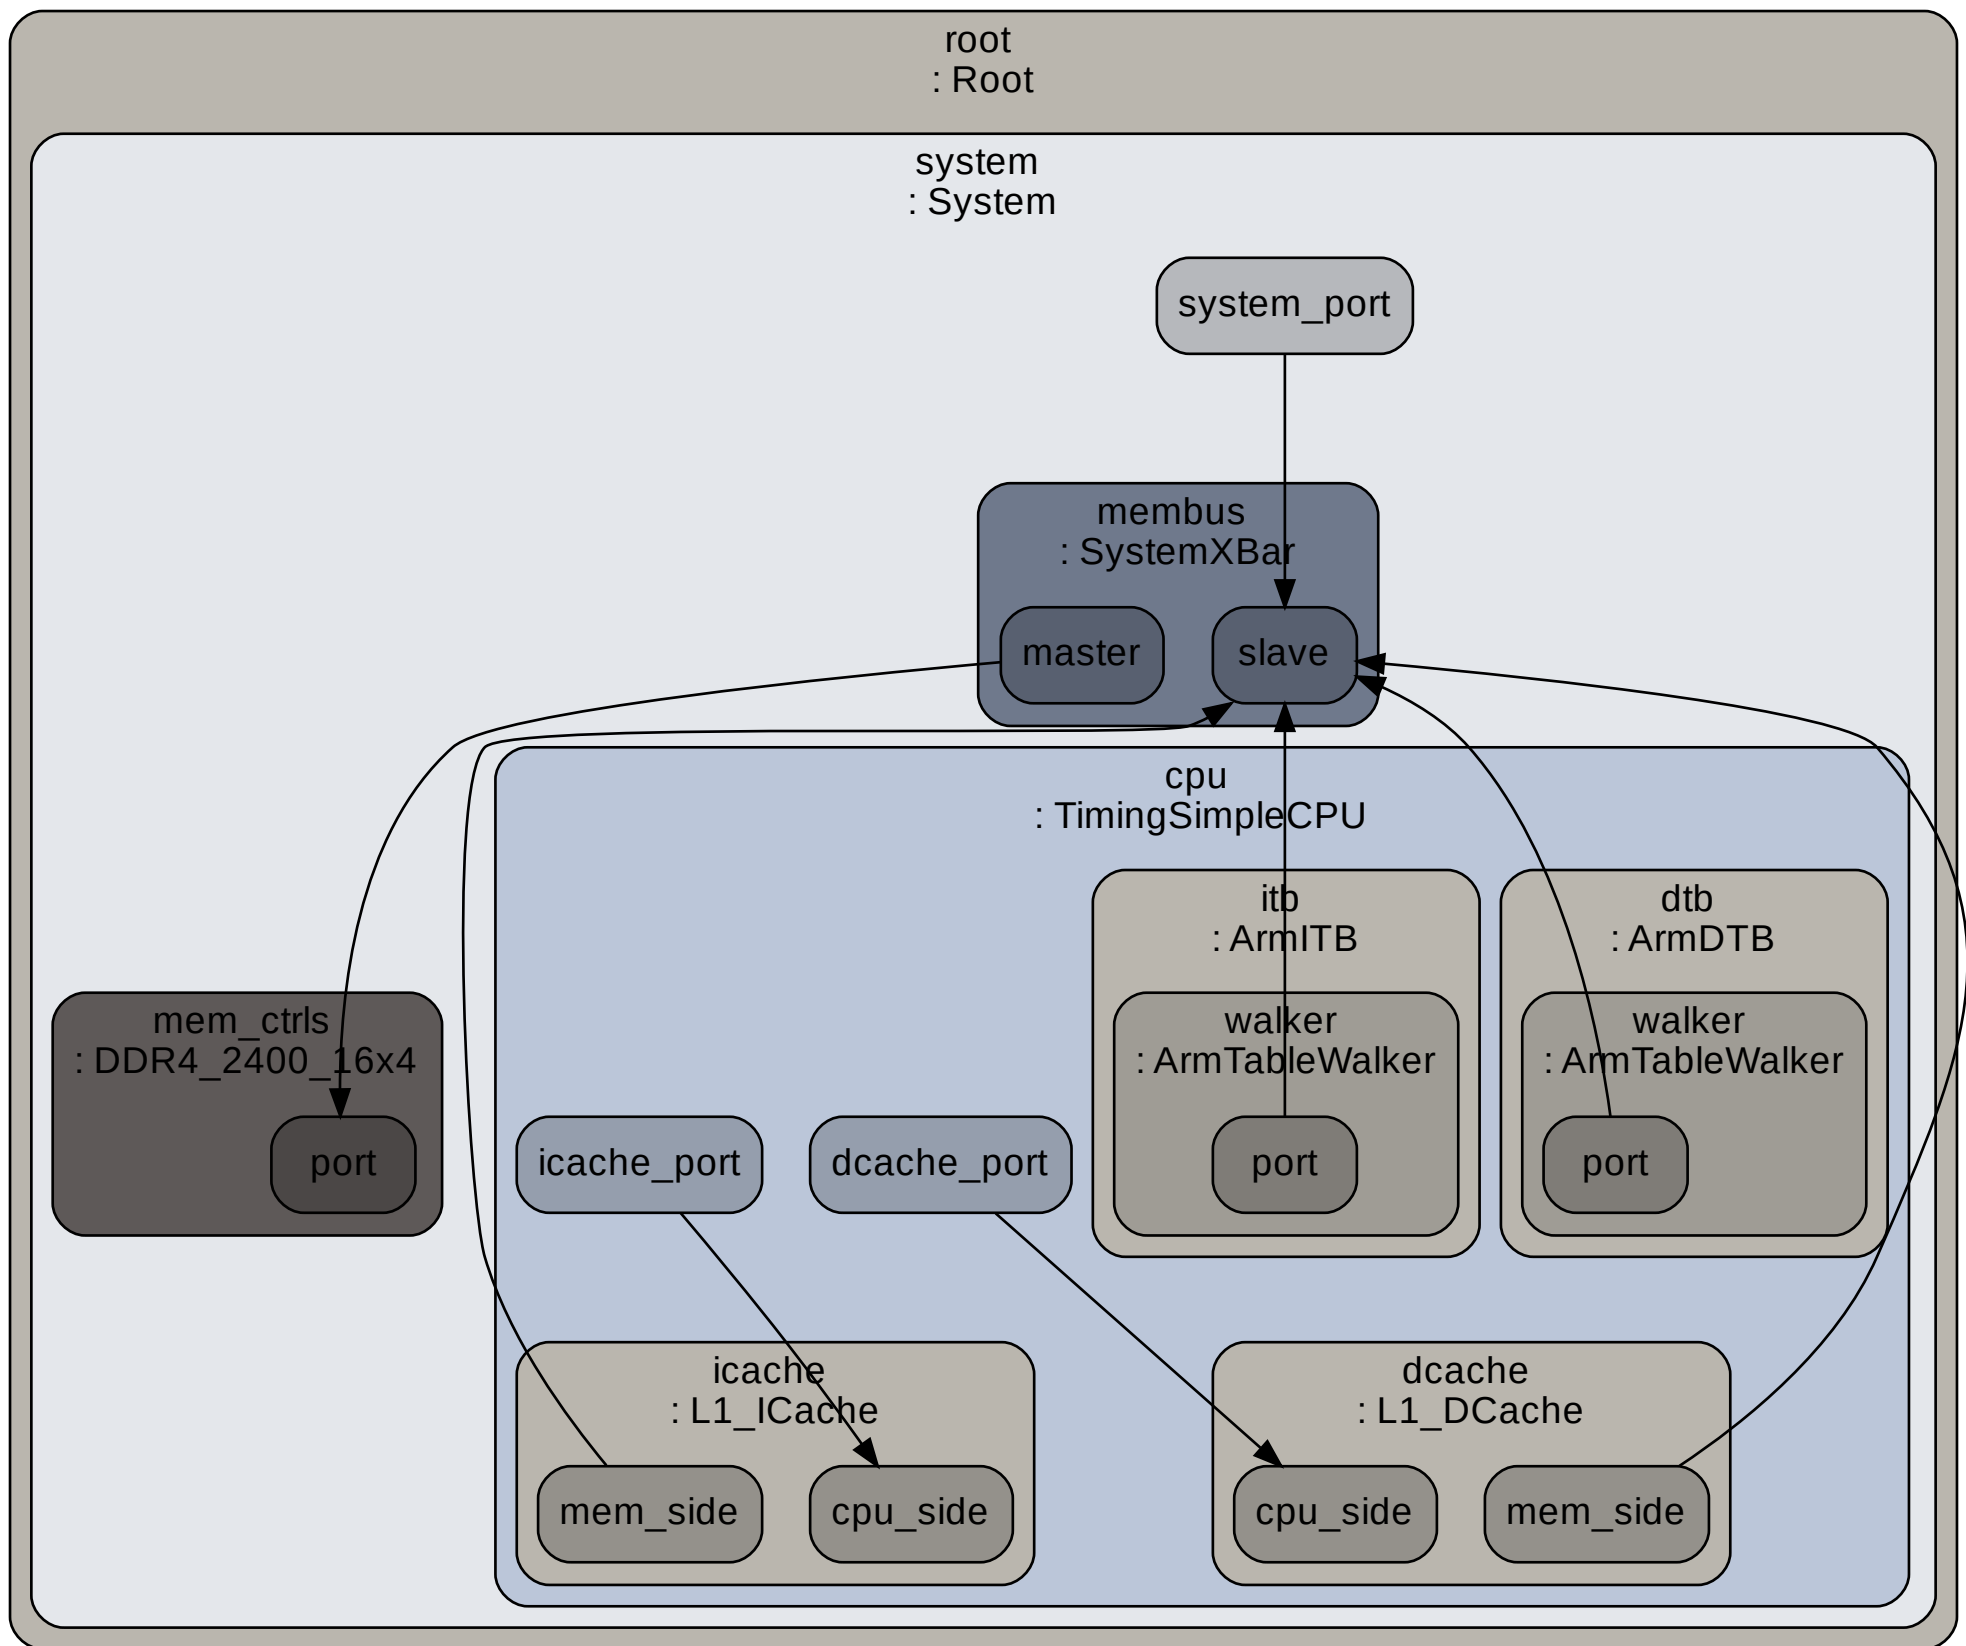 root
: Root
system
: System
system_port
membus
: SystemXBar
master
slave
cpu
: TimingSimpleCPU
itb
: ArmITB
dtb
: ArmDTB
mem_ctrls
: DDR4_2400_16x4
walker
: ArmTableWalker
walker
: ArmTableWalker
port
icache_port
dcache_port
port
port
icache
: L1_ICache
dcache
: L1_DCache
mem_side
cpu_side
cpu_side
mem_side